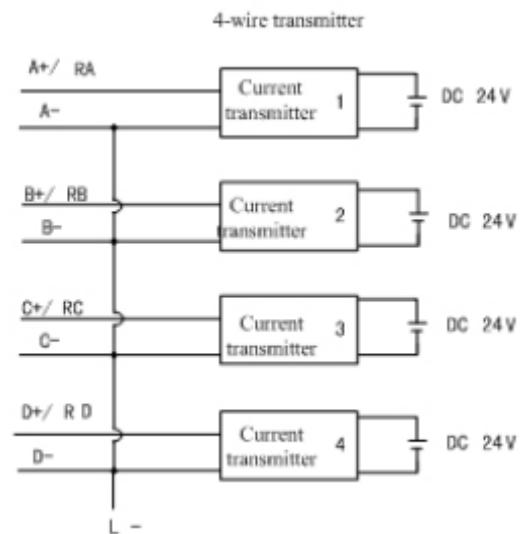 4-wire transmitter
A+/ RA
Current
transmitter
1
DC 24V
A-
B+/ RB
Current
transmitter
2
DC 24V
B-
C+/ RC
Current
transmitter
3
DC 24V
C-
D+/ R D
Current
transmitter
4
DC 24V
D-
L -